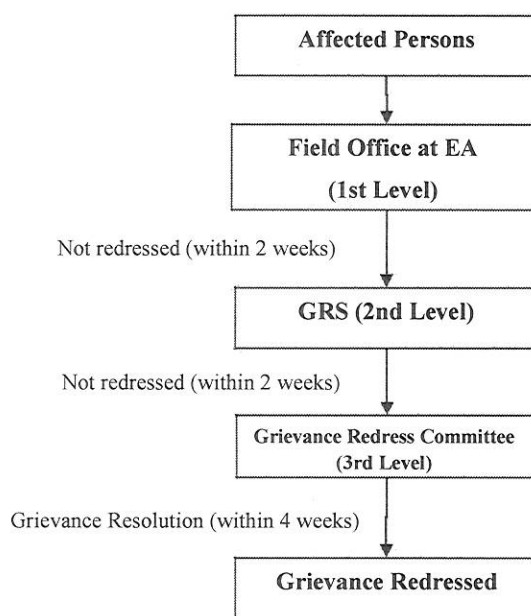 Affected Persons
Field Office at EA
(1st Level)
Not redressed (within 2 weeks)
GRS (2nd Level)
Not redressed (within 2 weeks)
Grievance Redress Committee
(3rd Level)
Grievance Resolution (within 4 weeks)
Grievance Redressed